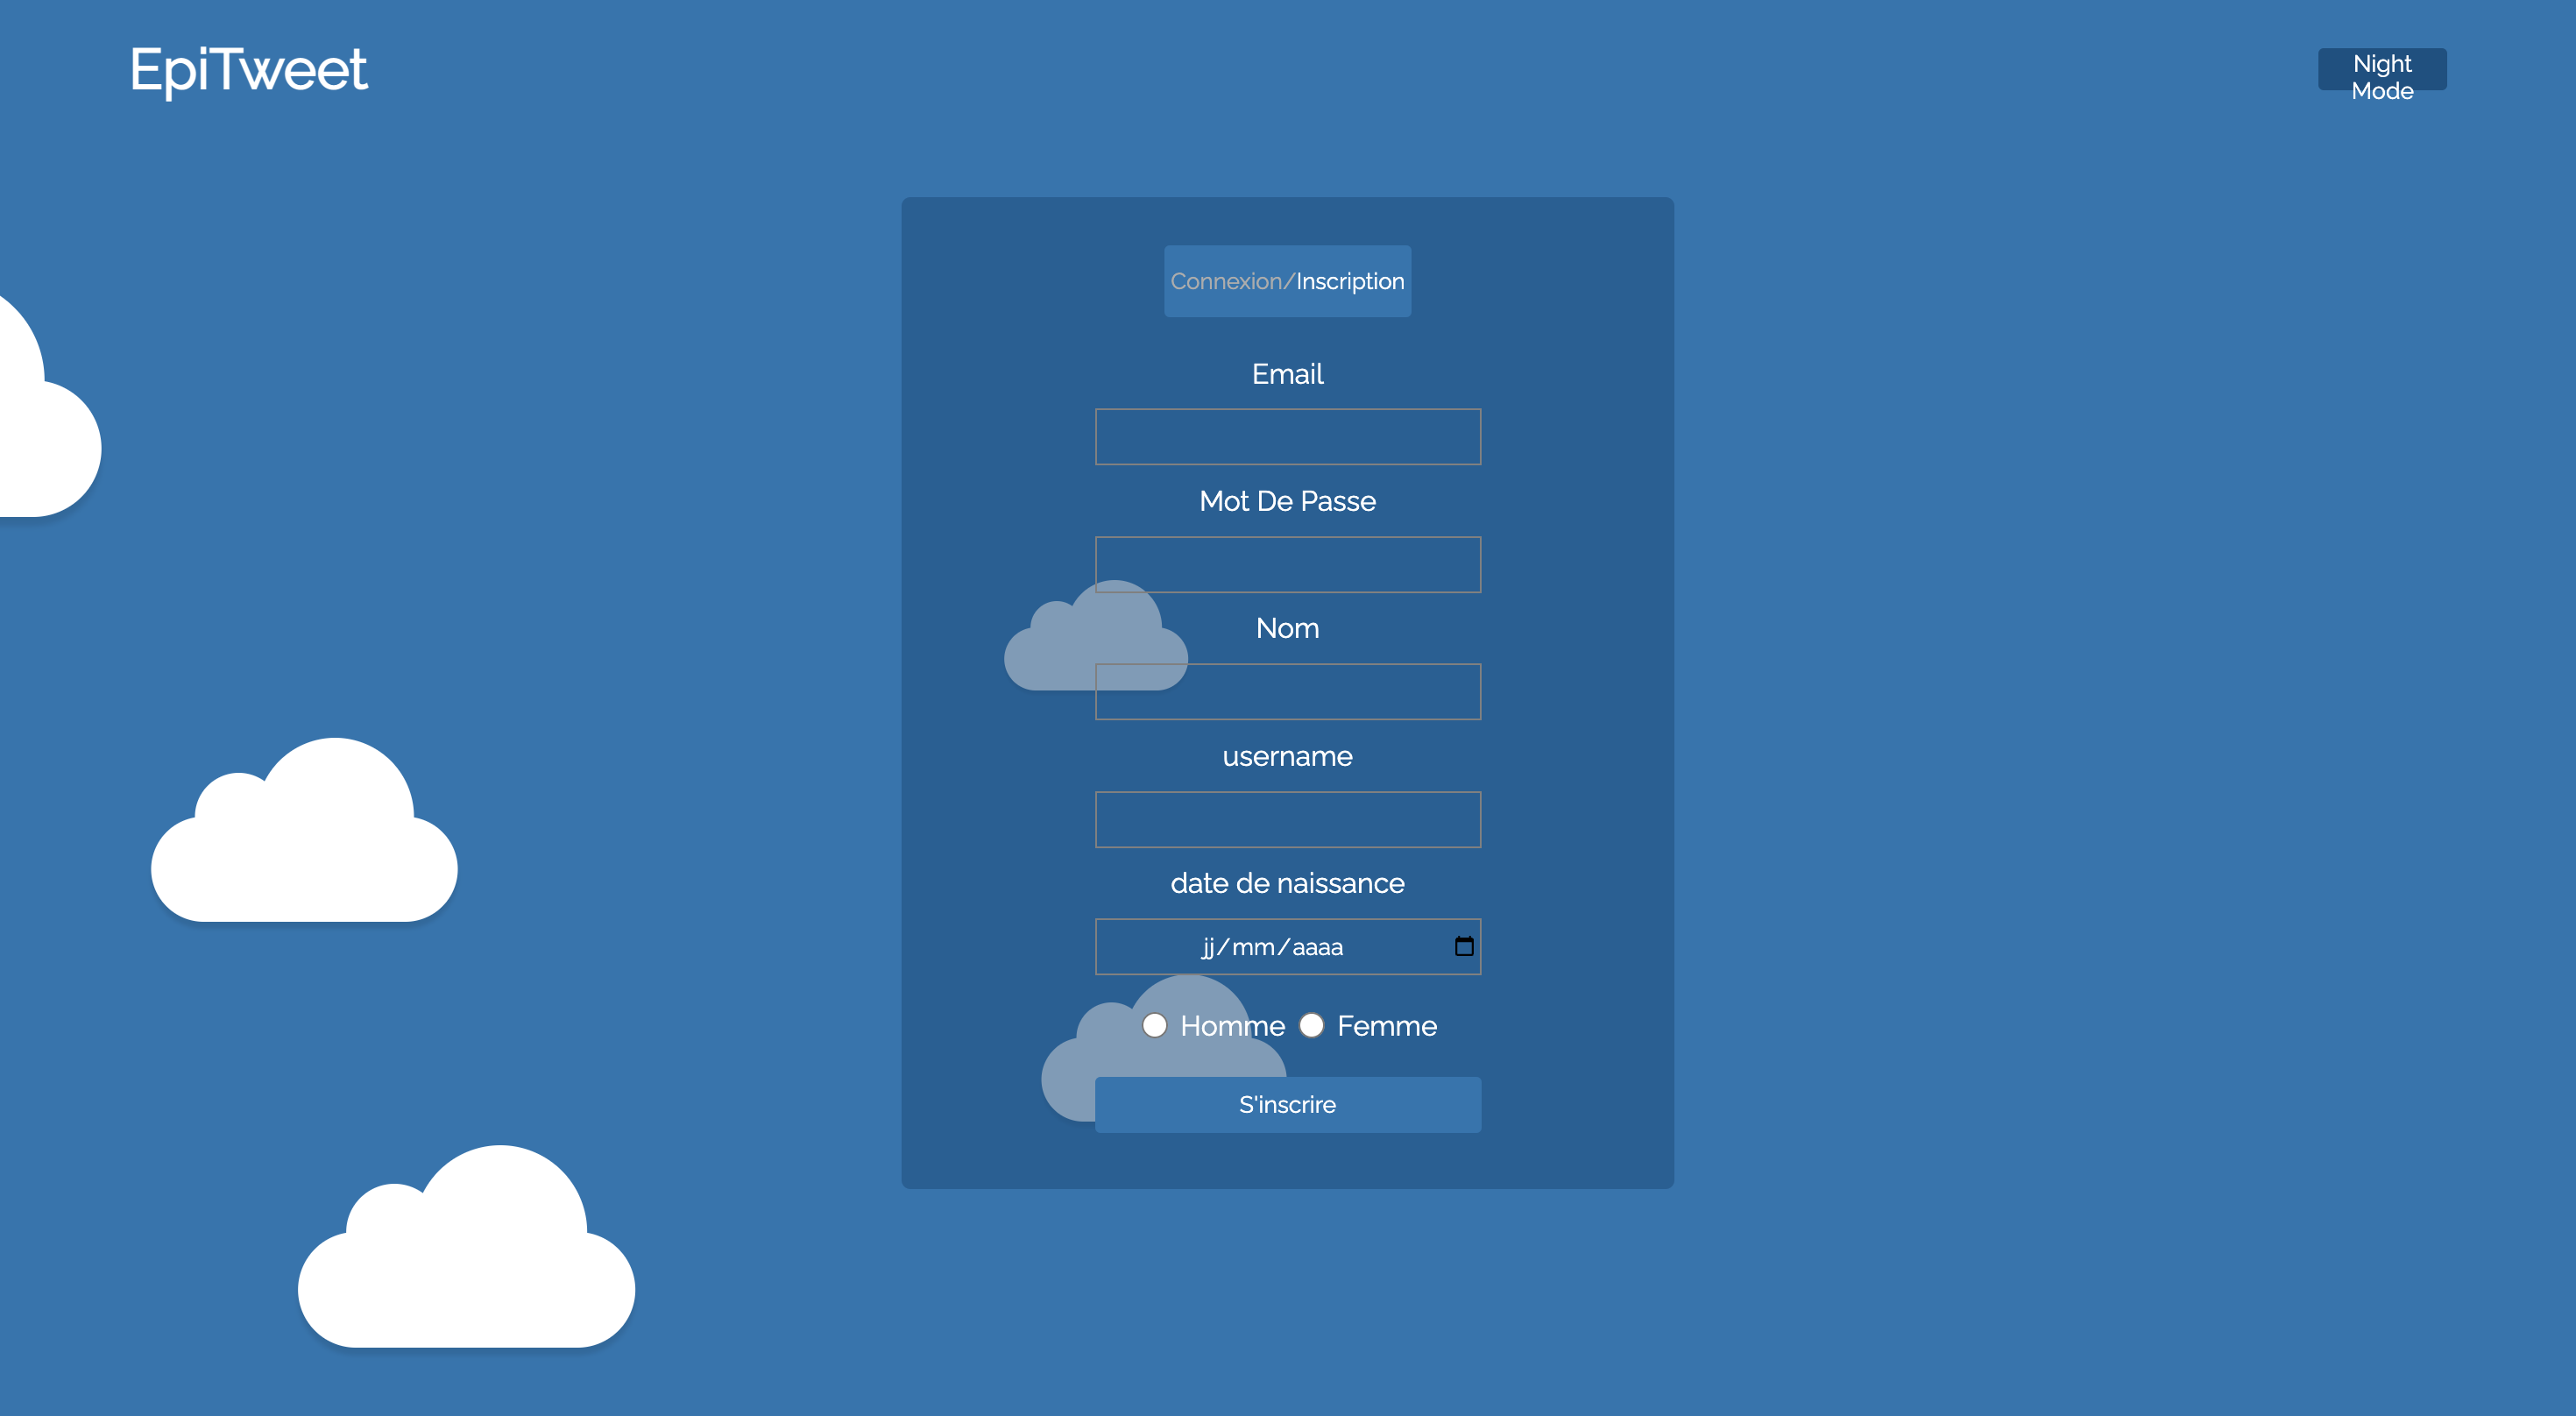 EpiTweet
Night
Mode
Connexion/Inscription
Email
Mot De Passe
Nom
username
date de naissance
jj/mm/aaaa
Homme Femme
S'inscrire